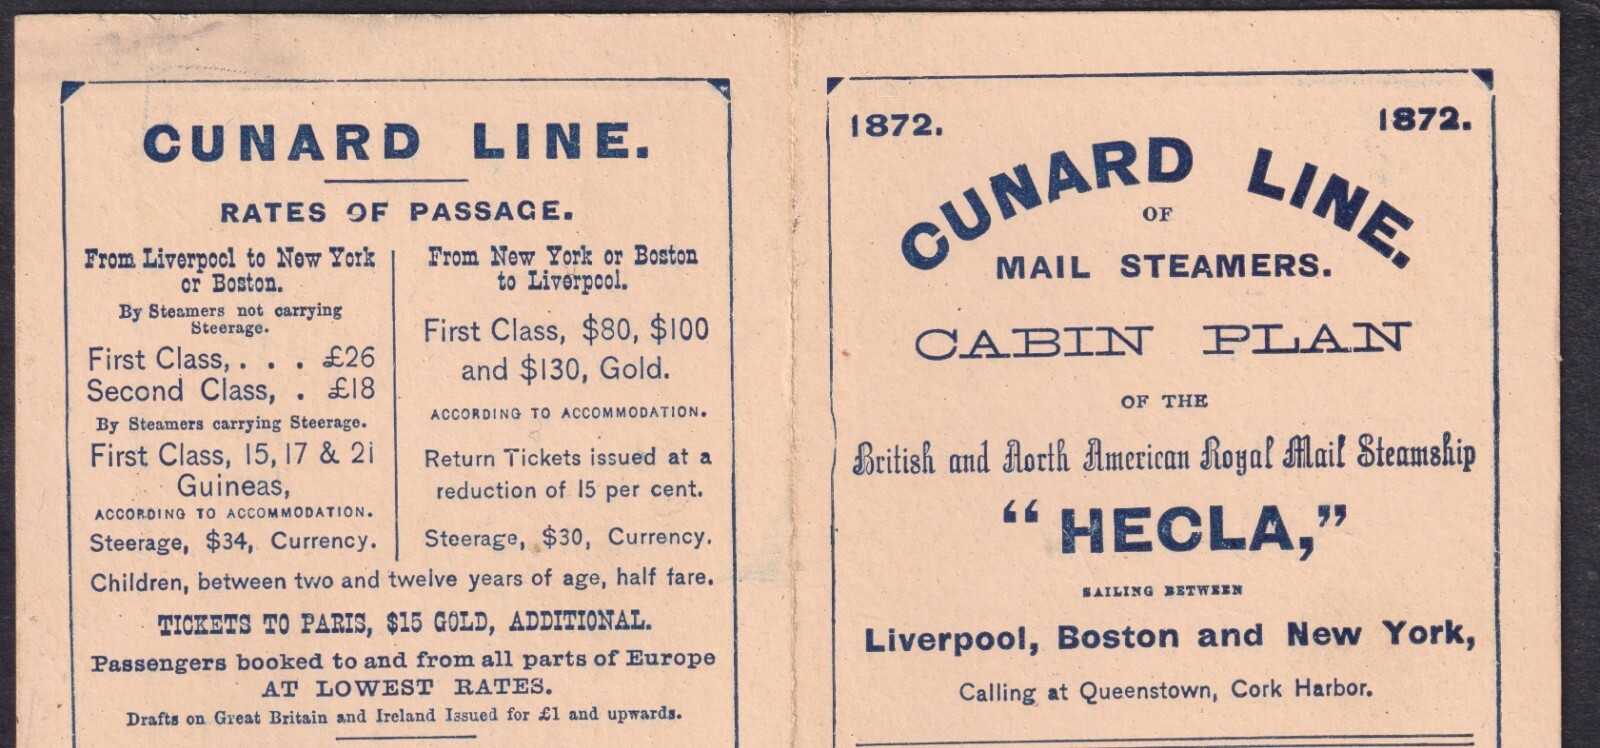 CUNARD LINE.
RATES OF PASSAGE.
From Liverpool to New York
or Boston.
By Steamers not carrying
Steerage.
First Class, . . . £26
Second Class, . £18
By Steamers carrying Steerage.
First Class, 15, 17 & 21
Guineas,
ACCORDING TO ACCOMMODATION.
Steerage, $34, Currency.
From New York or Boston
to Liverpool.
First Class, $80, $100
and $130, Gold.
ACCORDING TO ACCOMMODATION.
Return Tickets issued at a
reduction of 15 per cent.
Steerage, $30, Currency.
Children, between two and twelve years of age, half fare.
TICKETS TO PARIS, $15 GOLD, ADDITIONAL.
Passengers booked to and from all parts of Europe
AT LOWEST RATES.
Drafts on Great Britain and Ireland Issued for £1 and upwards.
1872. 1872.
CUNARD LINE.
OF
MAIL STEAMERS.
CABIN PLAN
OF THE
British and North American Royal Mail Steamship
“HECLA,”
SAILING BETWEEN
Liverpool, Boston and New York,
Calling at Queenstown, Cork Harbor.